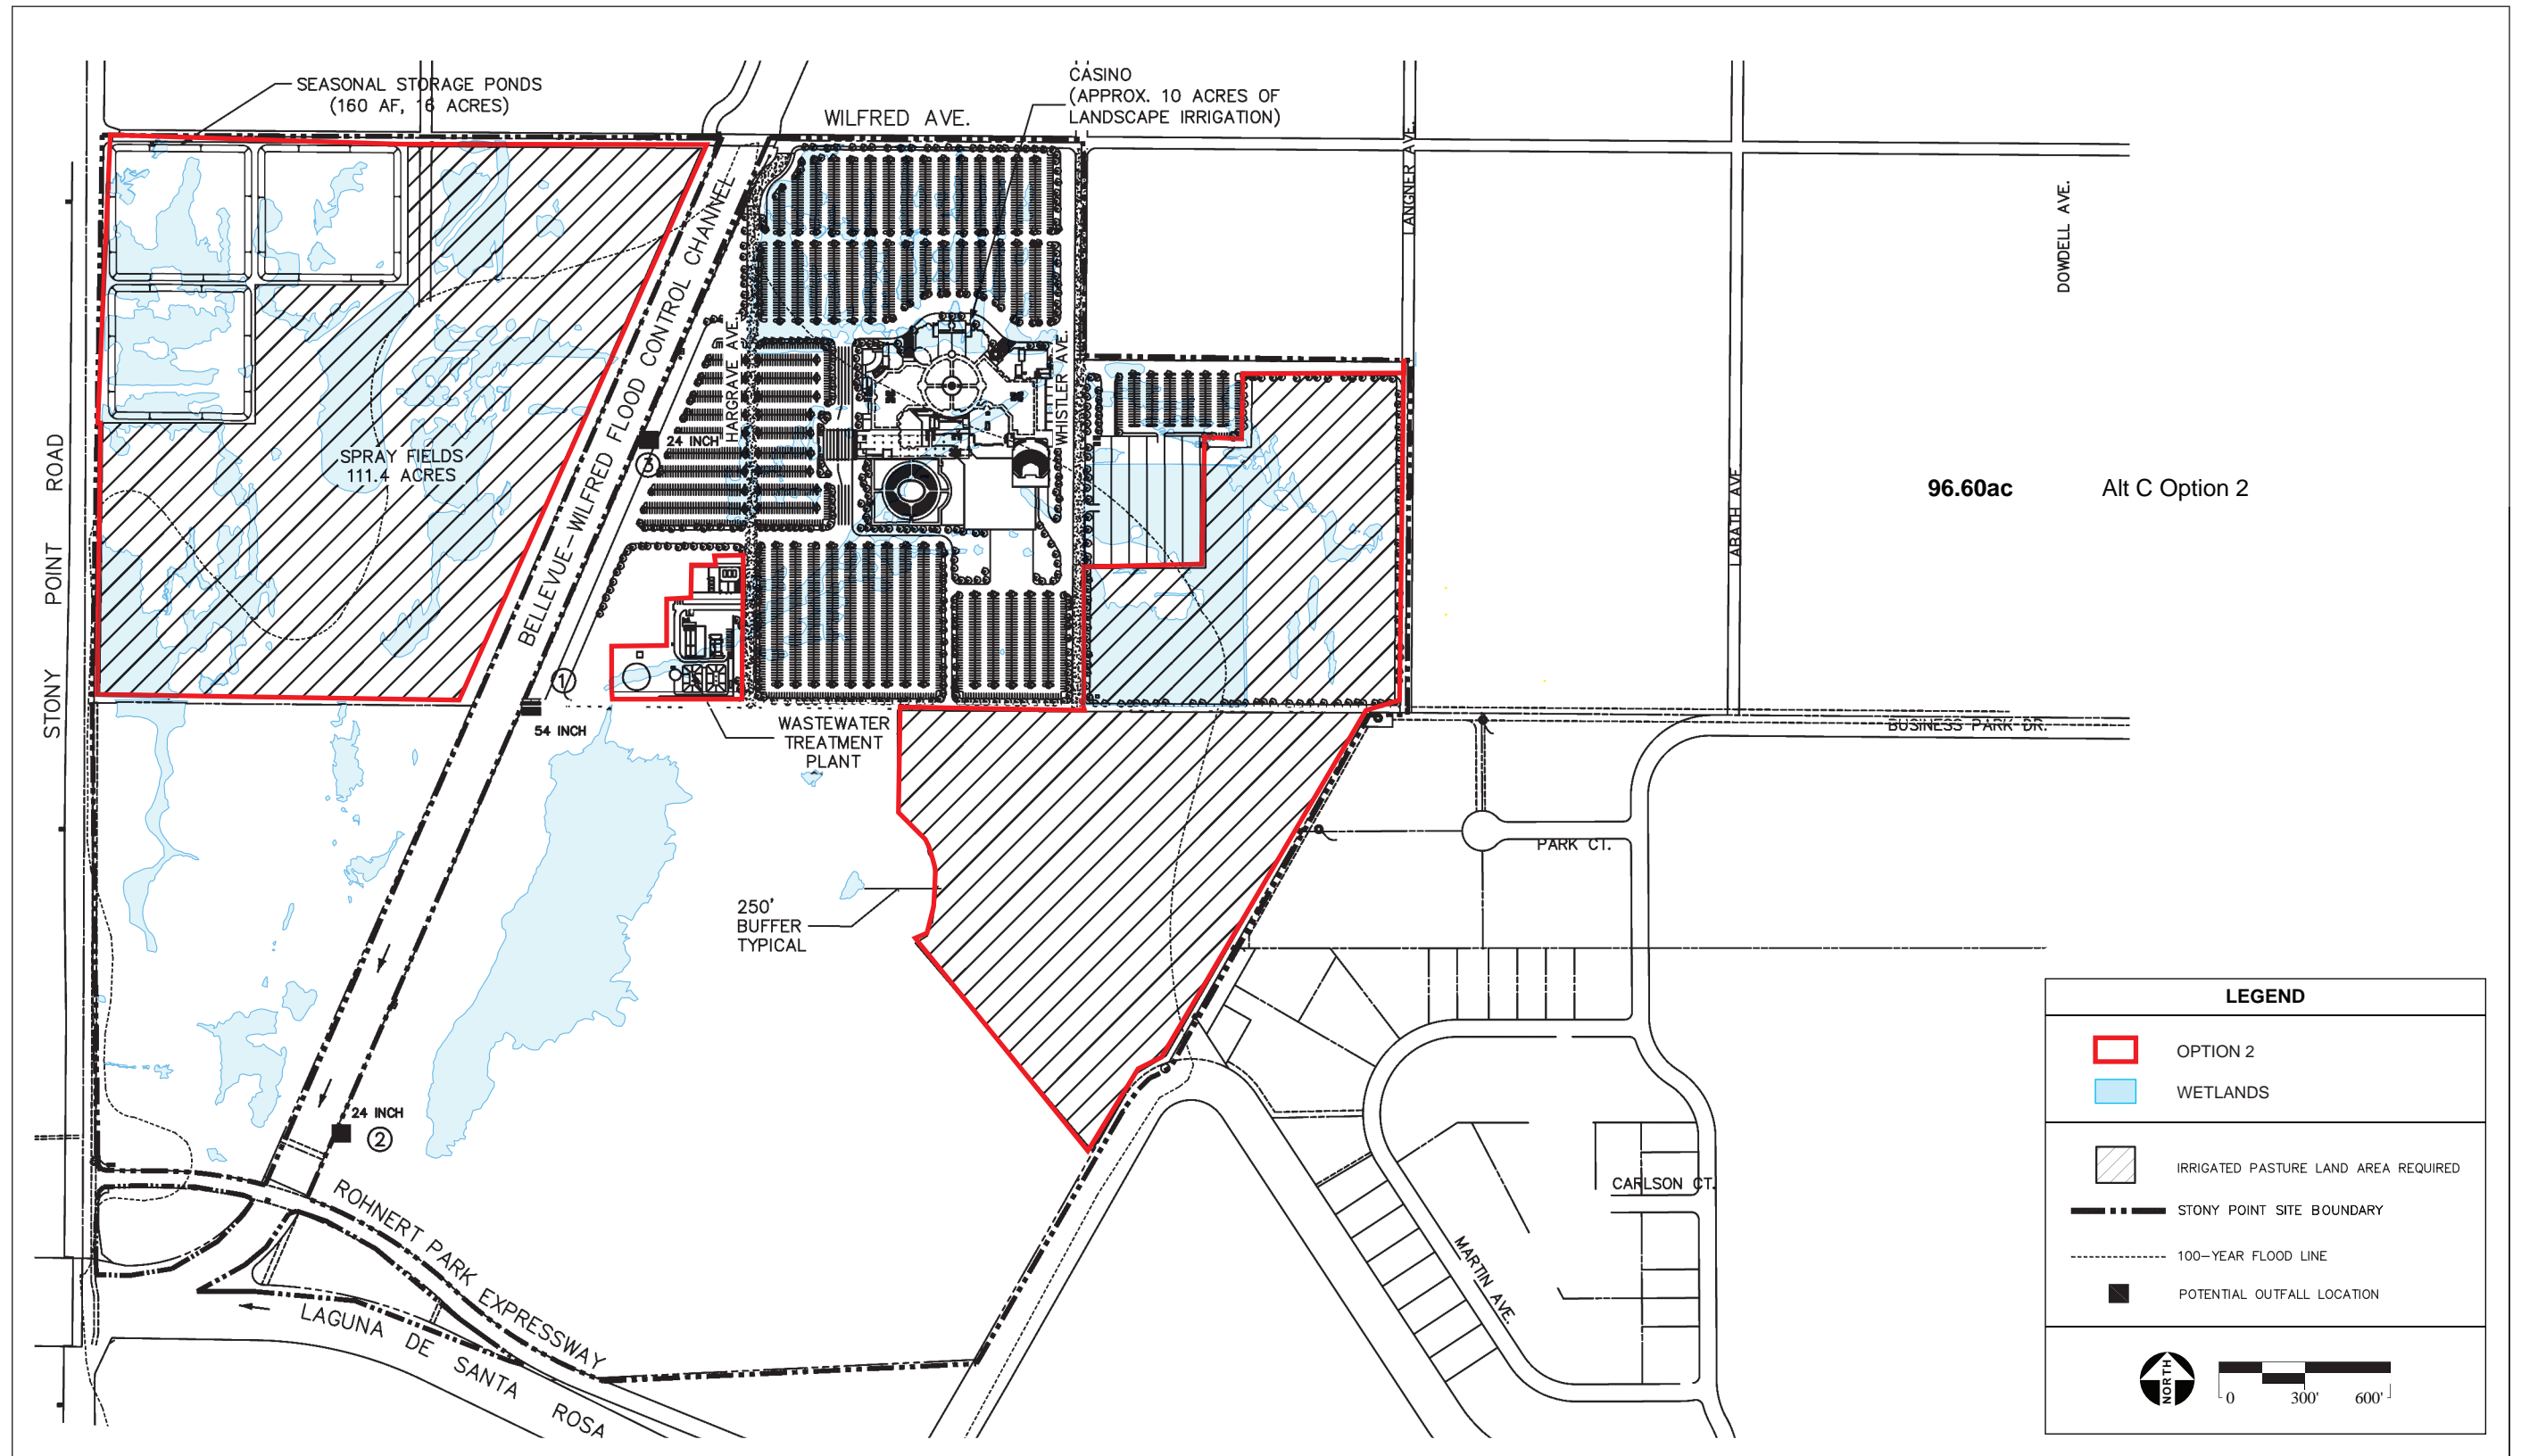 SEASONAL STORAGE PONDS
(160 AF, 16 ACRES)
CASINO
(APPROX. 10 ACRES OF
LANDSCAPE IRRIGATION)
WILFRED AVE.
LANGNER AVE.
DOWDELL AVE.
BELLEVUE-WILFRED FLOOD CONTROL CHANNEL
HARGRAVE AVE.
WHISTLER AVE.
LABATH AVE.
STONY POINT ROAD
SPRAY FIELDS
111.4 ACRES
24 INCH
3
96.60ac
Alt C Option 2
1
54 INCH
WASTEWATER
TREATMENT
PLANT
BUSINESS PARK DR.
PARK CT.
250'
BUFFER
TYPICAL
24 INCH
2
ROHNERT PARK EXPRESSWAY
LAGUNA DE SANTA ROSA
CARLSON CT.
MARTIN AVE.
LEGEND
OPTION 2
WETLANDS
IRRIGATED PASTURE LAND AREA REQUIRED
STONY POINT SITE BOUNDARY
100-YEAR FLOOD LINE
POTENTIAL OUTFALL LOCATION
NORTH
0 300' 600'